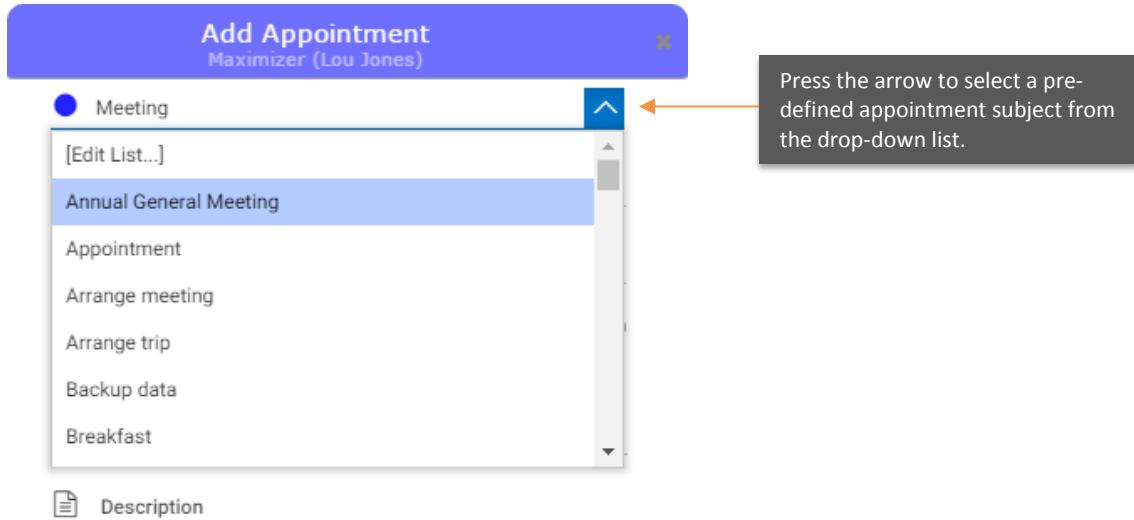 Add Appointment
Maximizer (Lou Jones)
Meeting
Press the arrow to select a pre-
defined appointment subject from
the drop-down list.
[Edit List...]
Annual General Meeting
Appointment
Arrange meeting
Arrange trip
Backup data
Breakfast
Description